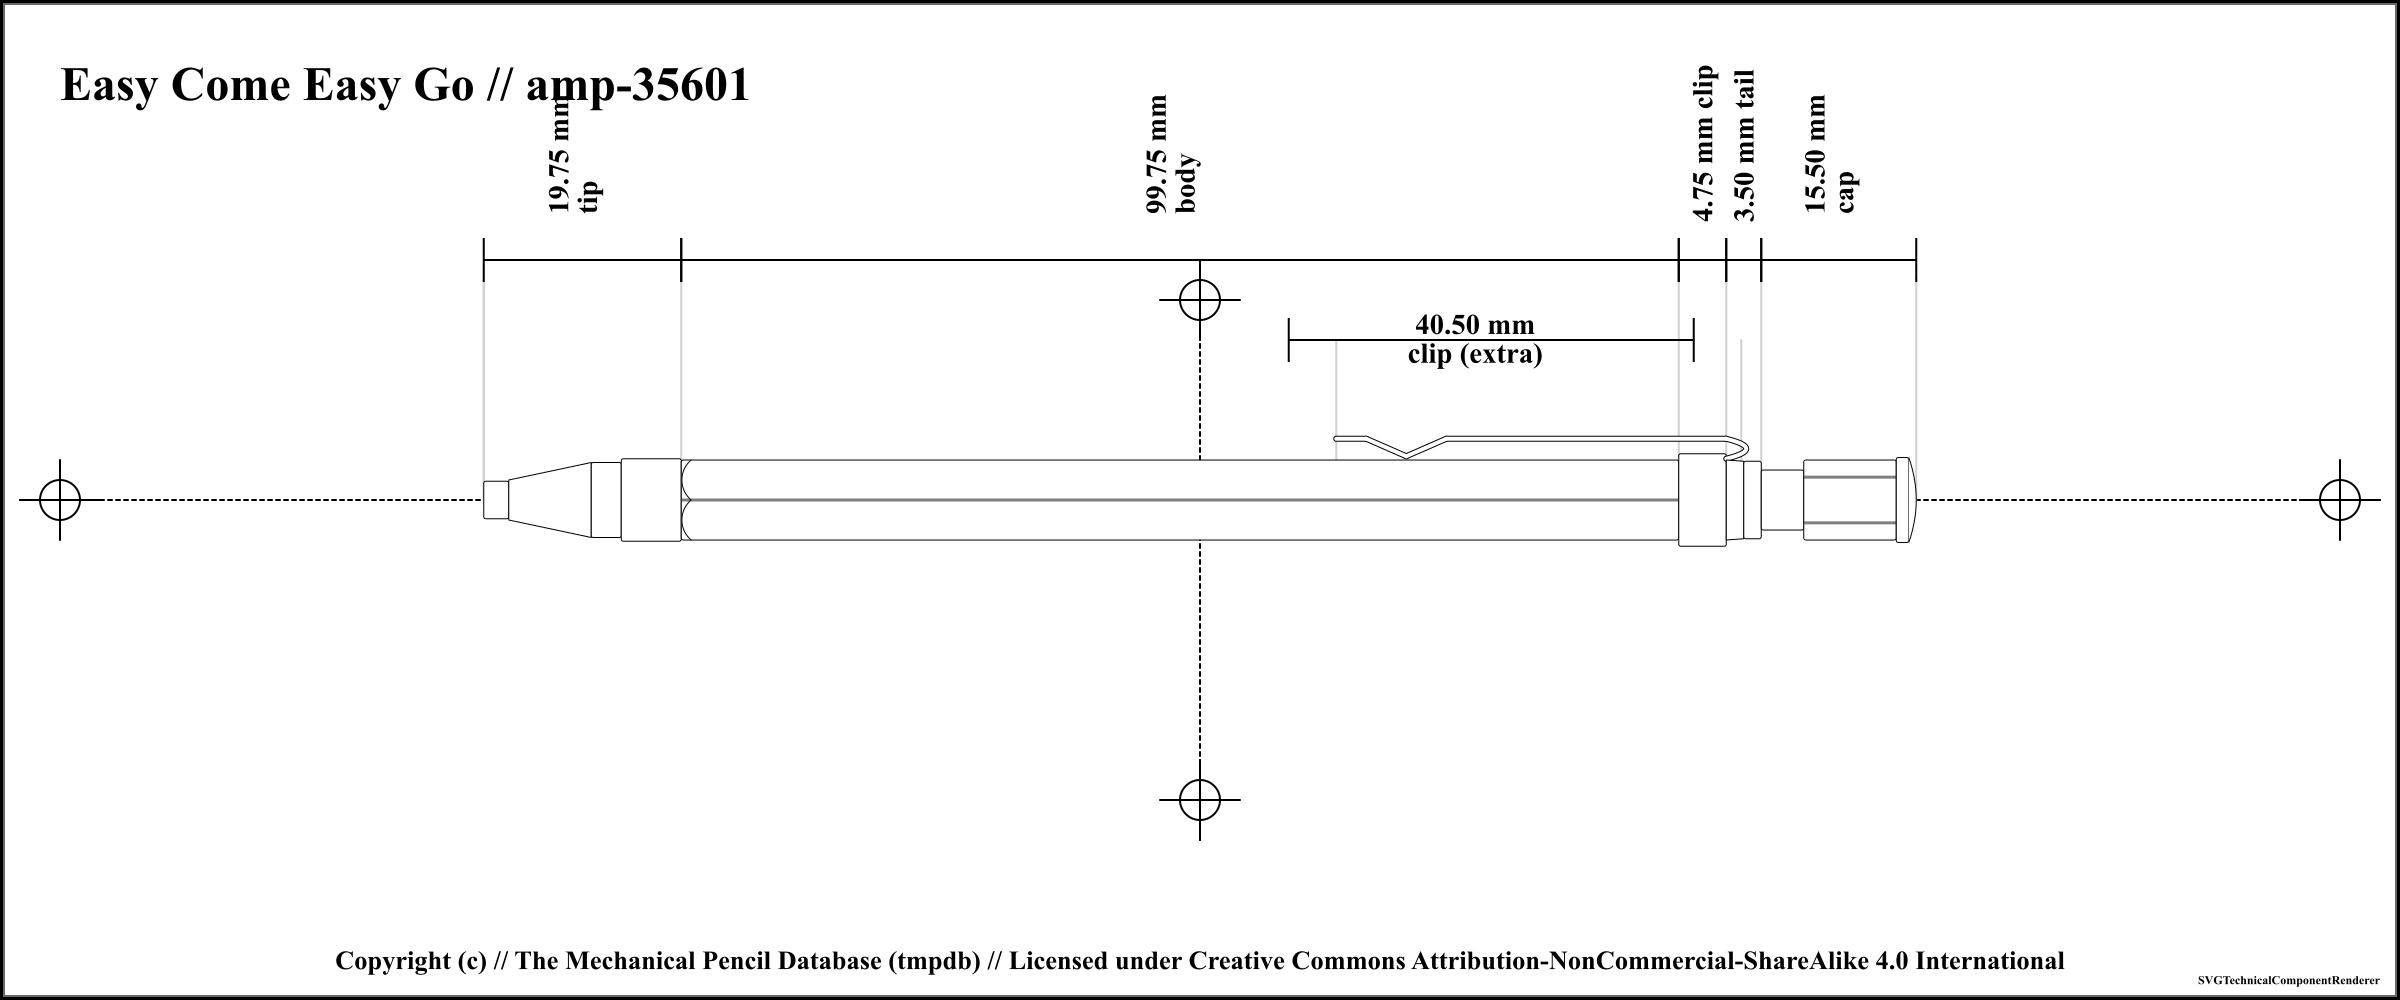 Easy Come Easy Go // amp-35601
19.75 mm
tip
99.75 mm
body
4.75 mm clip
3.50 mm tail
15.50 mm
cap
40.50 mm
clip (extra)
Copyright (c) // The Mechanical Pencil Database (tmpdb) // Licensed under Creative Commons Attribution-NonCommercial-ShareAlike 4.0 International
SVGTechnicalComponentRenderer